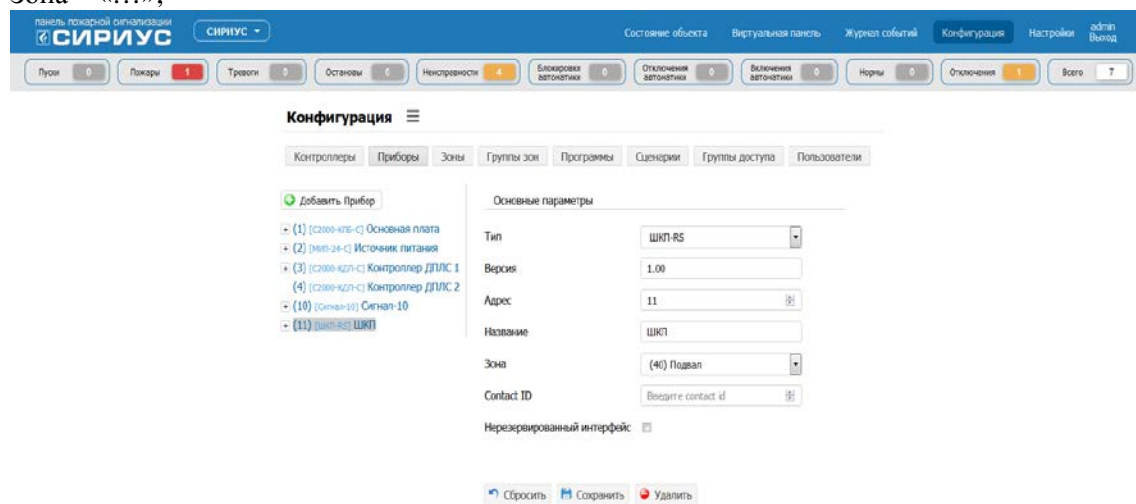 Зона – «…»;
панель пожарной сигнализации
СИРИУС
СИРИУС
Состояние объекта Виртуальная панель Журнал событий Конфигурация Настройки admin
Выход
Пуски 0 Пожары 1 Тревоги 0 Остановы 0 Неисправности 4 Блокировка автоматики 0 Отключения автоматики 0 Включения автоматики 0 Нормы 0 Отключения 1 Всего 7
Конфигурация
Контроллеры Приборы Зоны Группы зон Программы Сценарии Группы доступа Пользователи
Добавить Прибор
(1) [С2000-КПБ-С] Основная плата
(2) [МИП-24-С] Источник питания
(3) [С2000-КДЛ-С] Контроллер ДПЛС 1
(4) [С2000-КДЛ-С] Контроллер ДПЛС 2
(10) [Сигнал-10] Сигнал-10
(11) [ШКП-RS] ШКП
Основные параметры
Тип ШКП-RS
Версия 1.00
Адрес 11
Название ШКП
Зона (40) Подвал
Contact ID Введите contact id
Нерезервированный интерфейс
Сбросить Сохранить Удалить